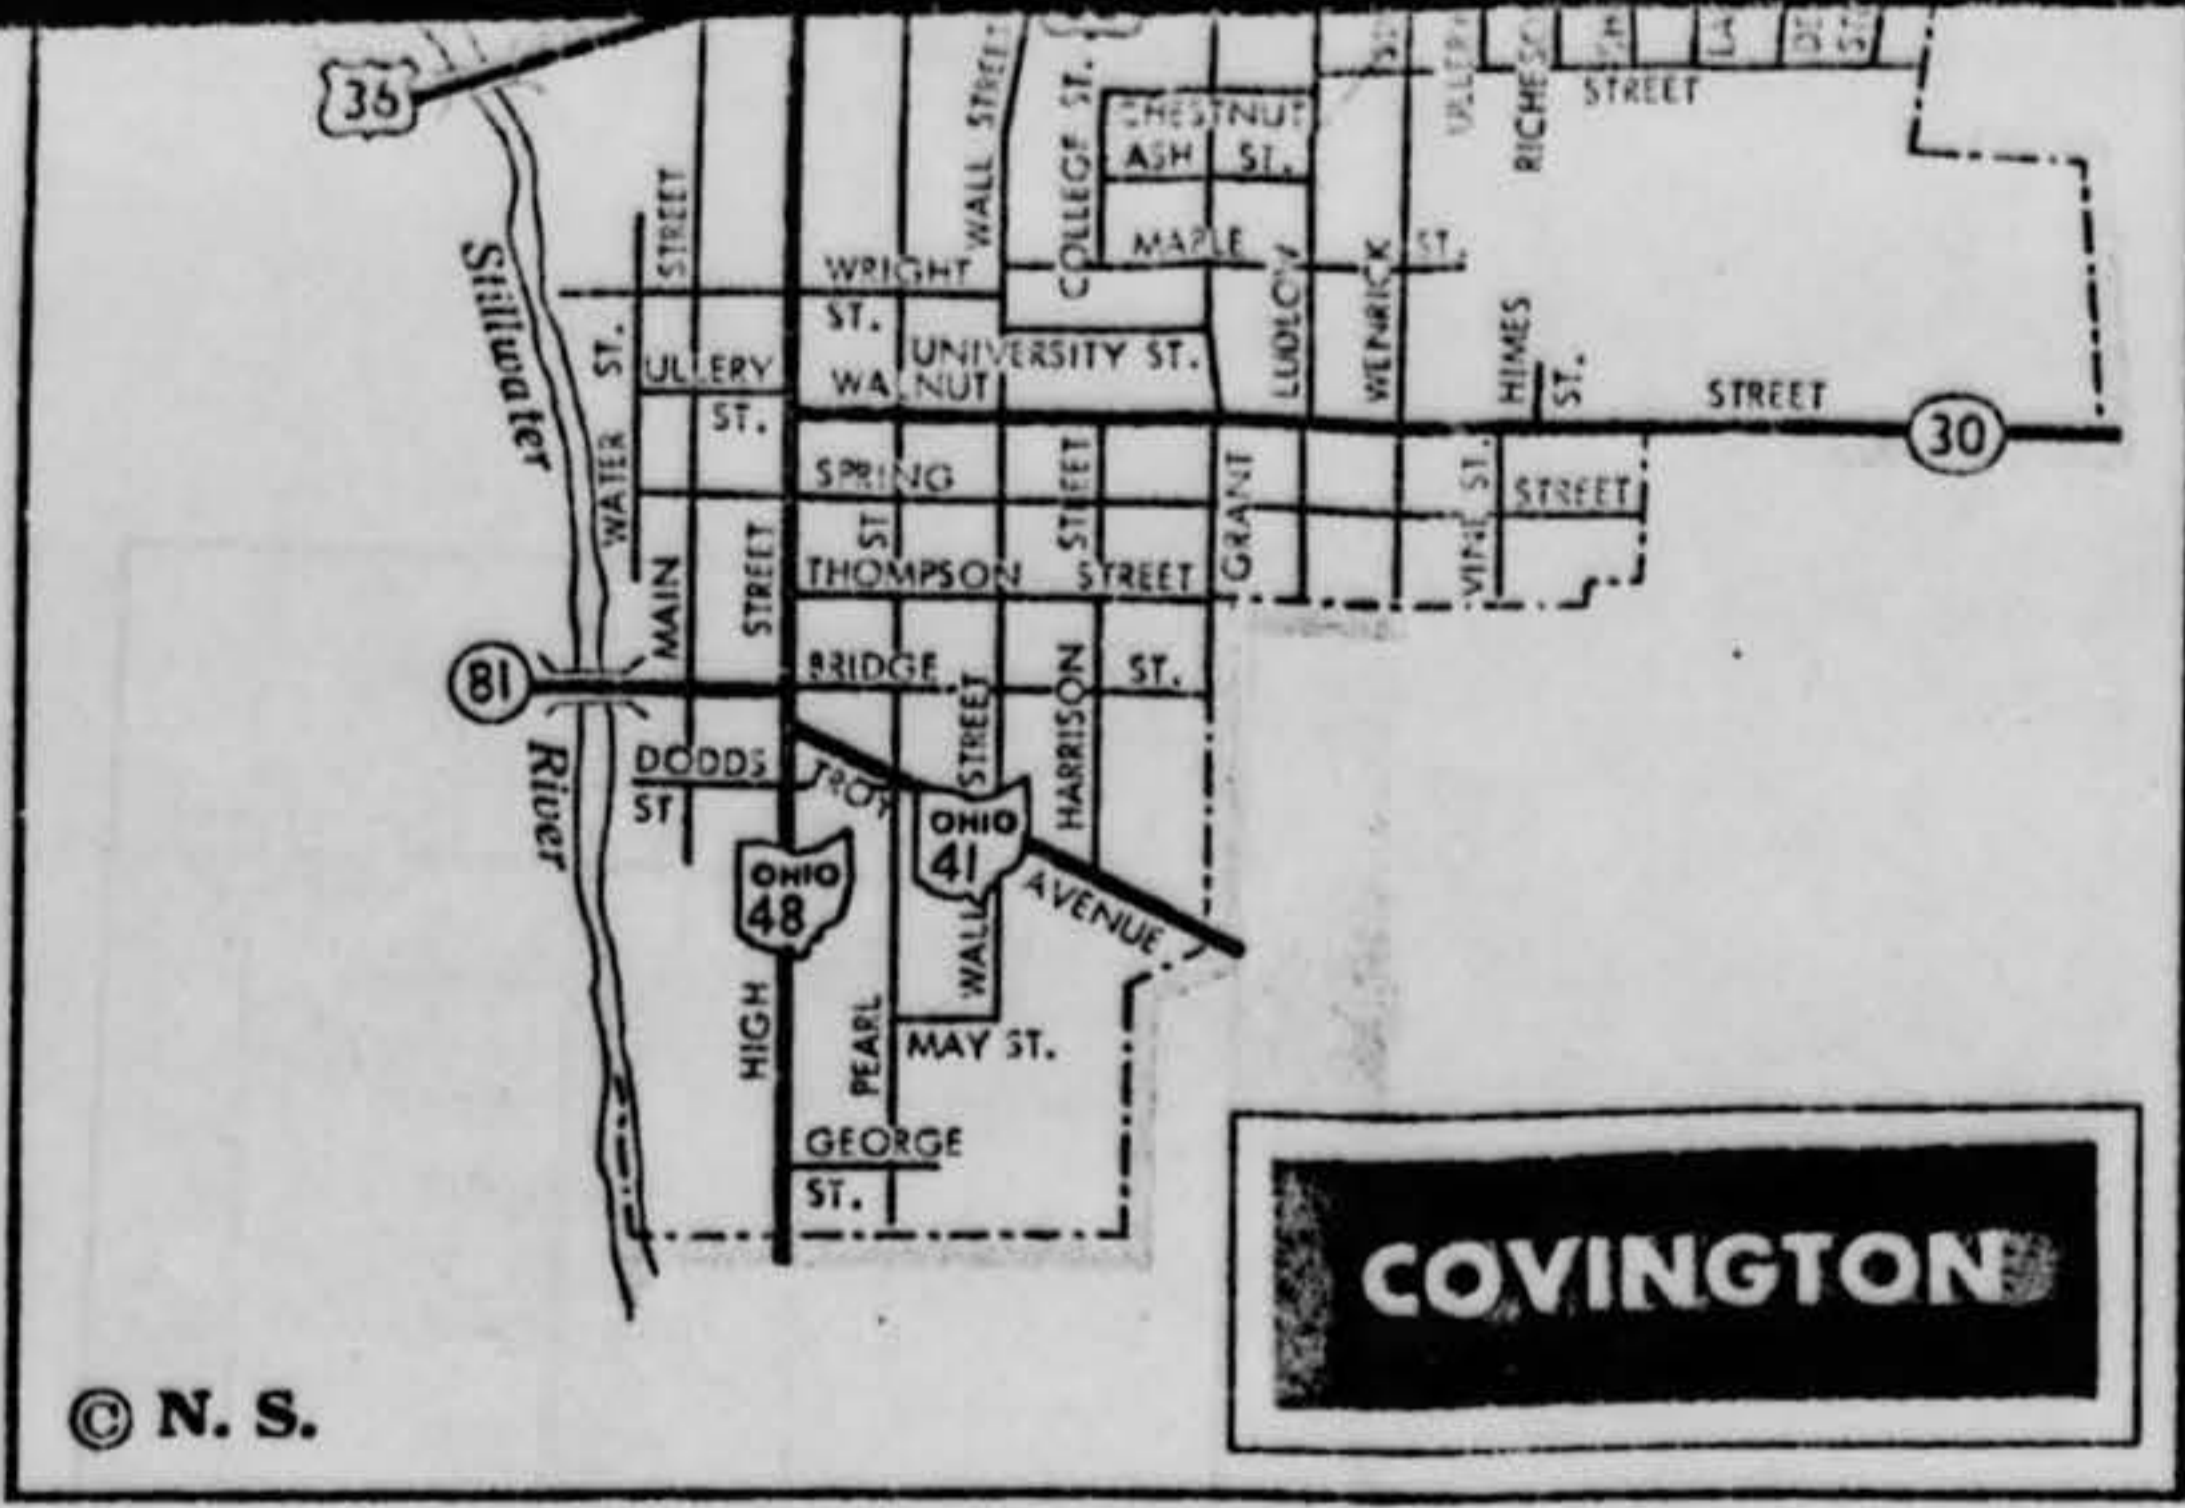 36
WALL STREET
COLLEGE ST.
STREET
RICHESO
CHESTNUT
ASH ST.
STREET
MAPLE ST.
WRIGHT
ST.
Stillwater
WATER ST.
ULLERY
ST.
UNIVERSITY ST.
WALNUT STREET
LUDLOW
WENRICK
HIMES
ST.
30
SPRING STREET
ST
STREET
GRANT
VINE ST.
MAIN
STREET
THOMPSON STREET
81
BRIDGE ST.
STREET
HARRISON
River
DODDS
ST.
TROY AVENUE
OHIO
41
OHIO
48
WALL
HIGH
PEARL
MAY ST.
GEORGE
ST.
COVINGTON
© N. S.